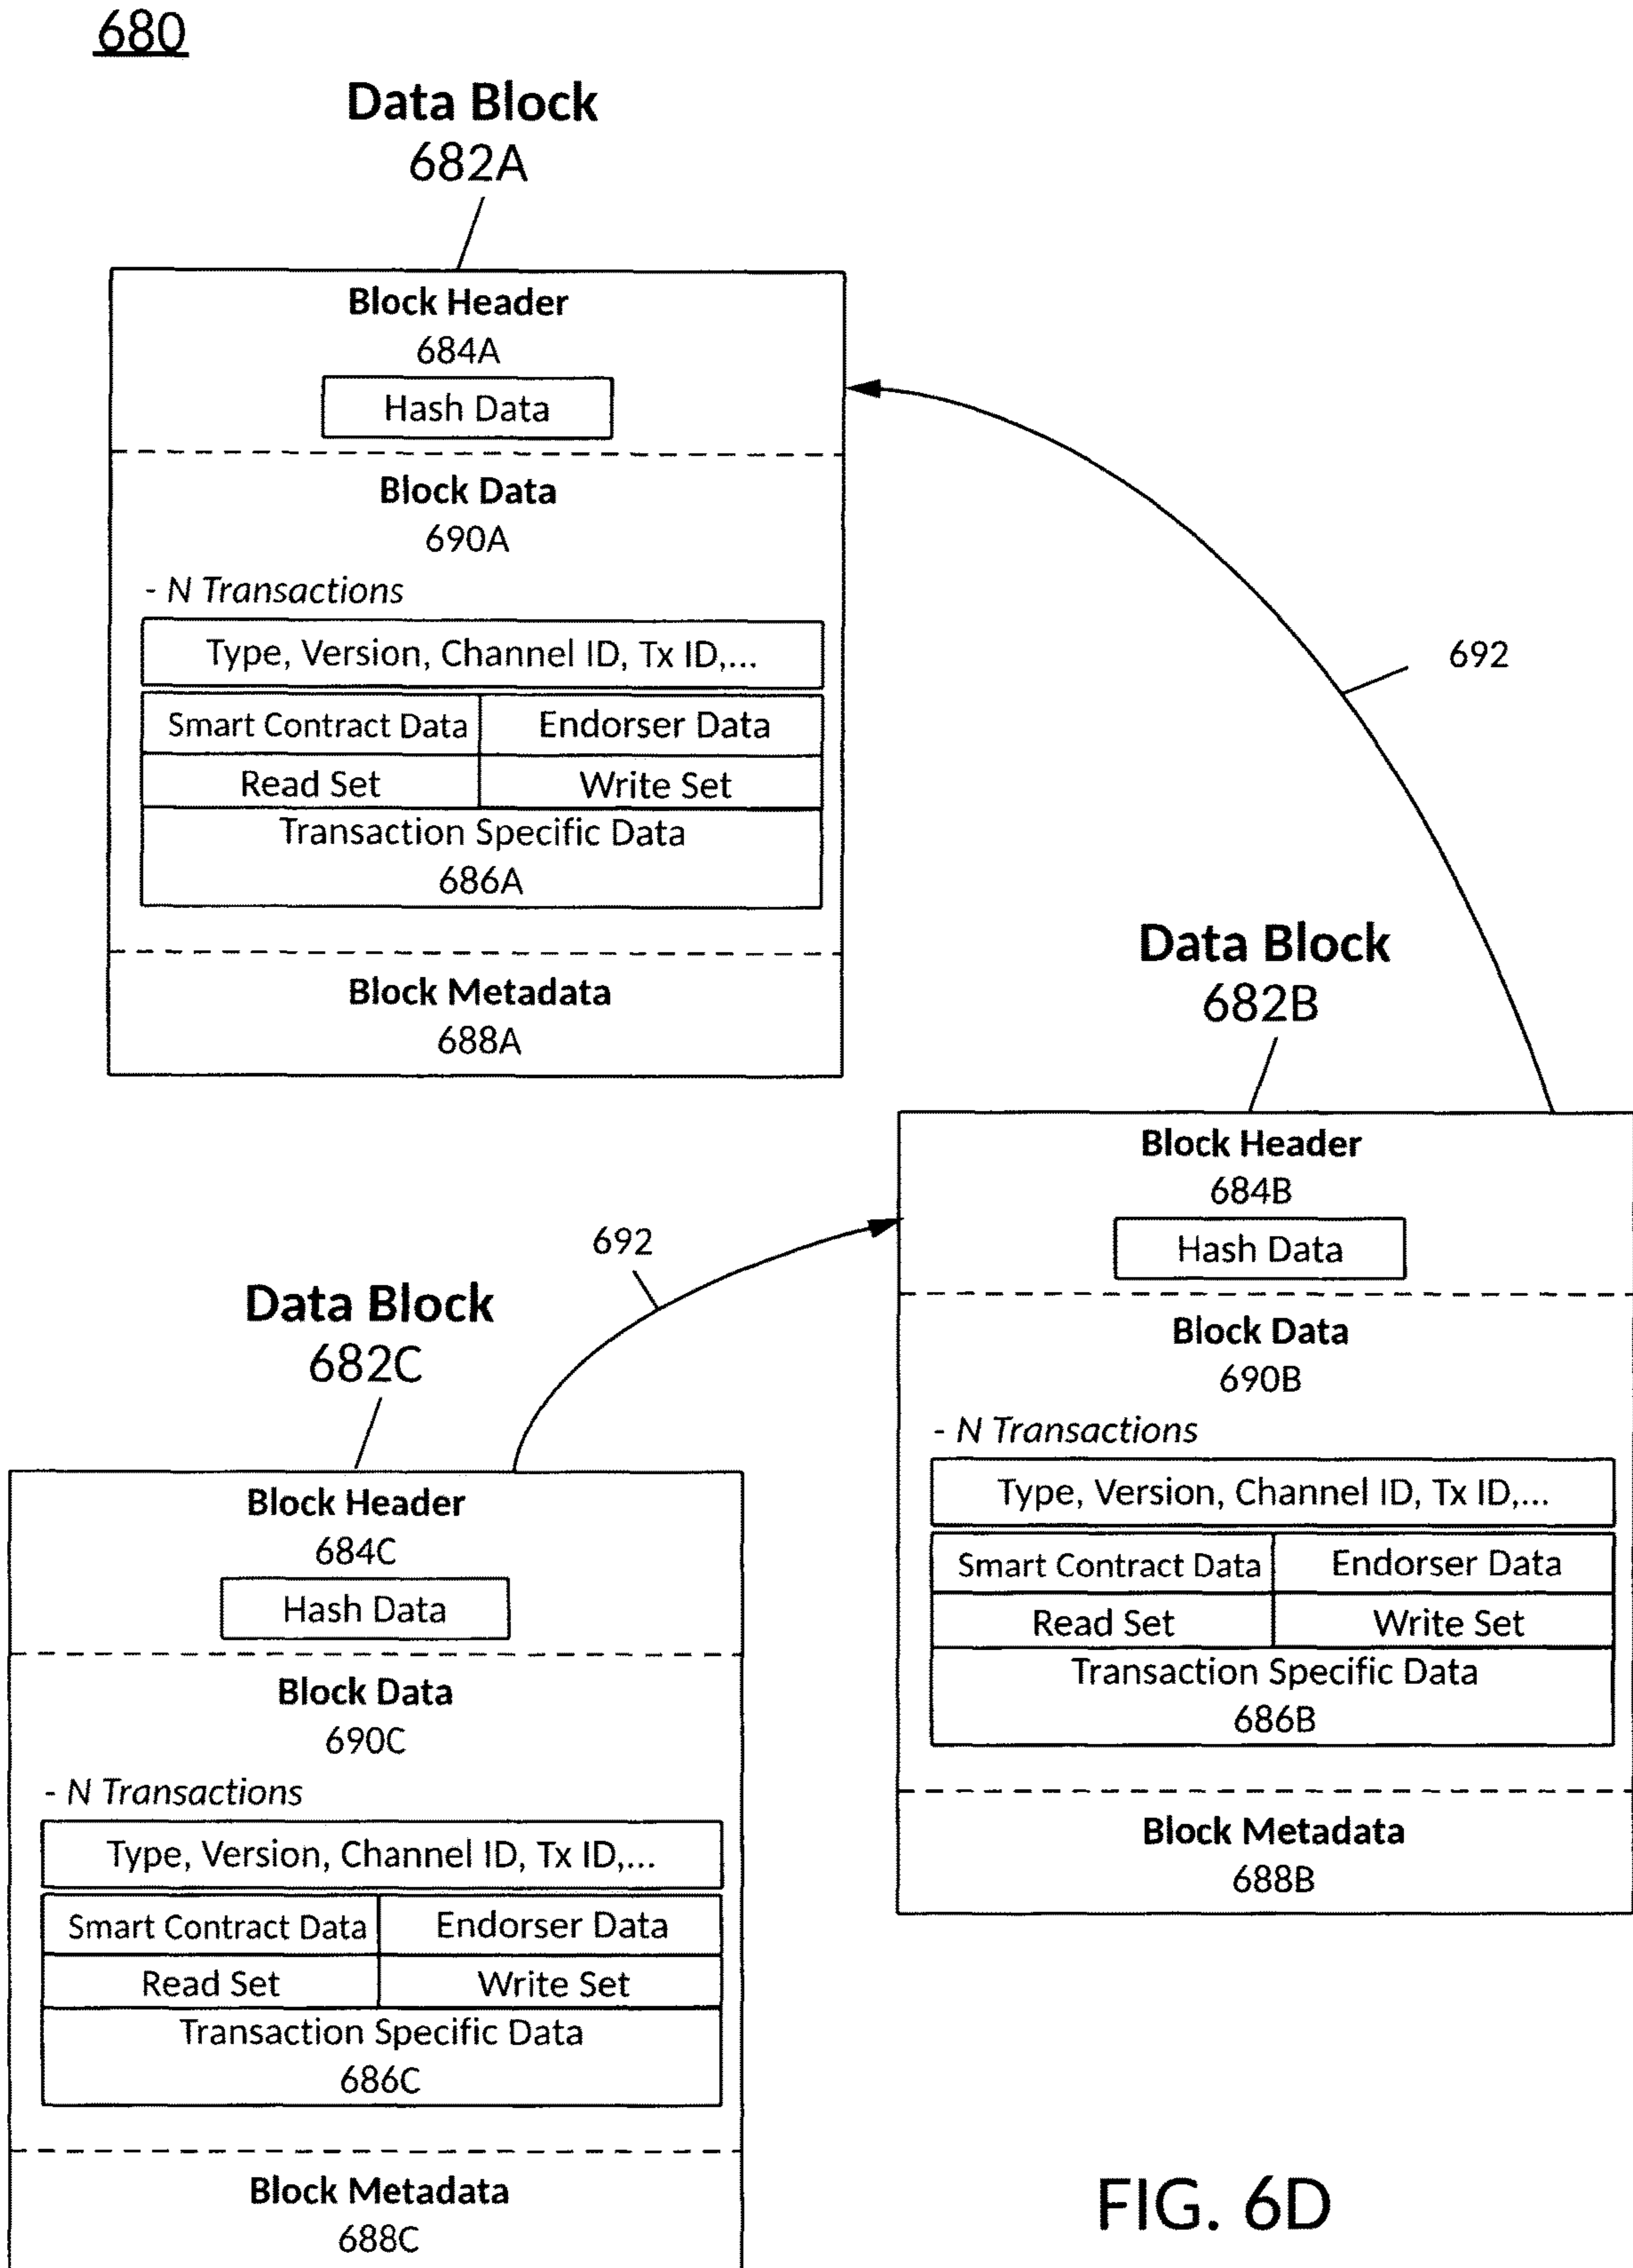 680
Data Block
682A
Block Header
684A
Hash Data
Block Data
690A
- N Transactions
Type, Version, Channel ID, Tx ID,...
Smart Contract Data
Endorser Data
Read Set
Write Set
Transaction Specific Data
686A
Block Metadata
688A
692
Data Block
682B
Block Header
684B
Hash Data
Block Data
690B
- N Transactions
Type, Version, Channel ID, Tx ID,...
Smart Contract Data
Endorser Data
Read Set
Write Set
Transaction Specific Data
686B
Block Metadata
688B
692
Data Block
682C
Block Header
684C
Hash Data
Block Data
690C
- N Transactions
Type, Version, Channel ID, Tx ID,...
Smart Contract Data
Endorser Data
Read Set
Write Set
Transaction Specific Data
686C
Block Metadata
688C
FIG. 6D